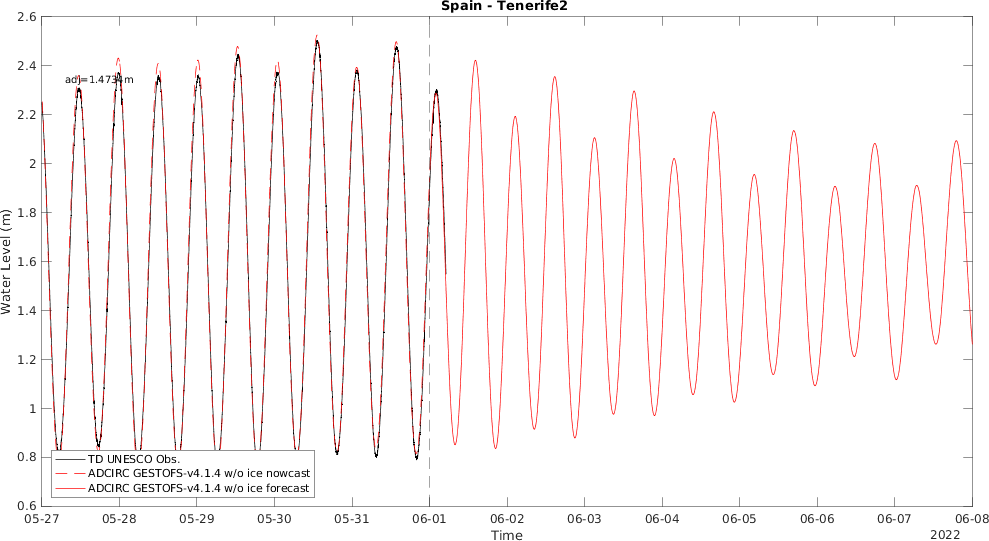 Spain - Tenerife2
2.6
2.4
2.2
2
1.8
1.6
1.4
1.2
1
0.8
0.6
Water Level (m)
adj=1.4734m
TD UNESCO Obs.
ADCIRC GESTOFS-v4.1.4 w/o ice nowcast
ADCIRC GESTOFS-v4.1.4 w/o ice forecast
05-27 05-28 05-29 05-30 05-31 06-01 06-02 06-03 06-04 06-05 06-06 06-07 06-08
Time
2022